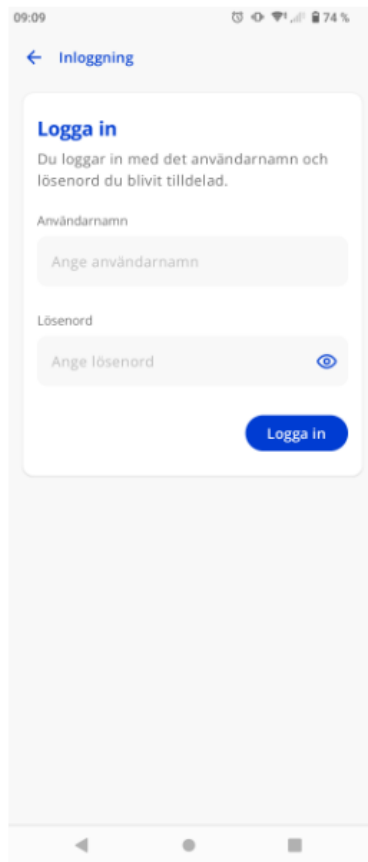 09:09 74 %
Inloggning
Logga in
Du loggar in med det användarnamn och
lösenord du blivit tilldelad.
Användarnamn
Ange användarnamn
Lösenord
Ange lösenord
Logga in